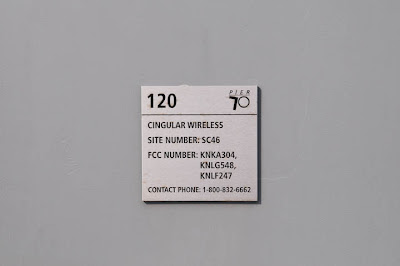 PIER
120 70
CINGULAR WIRELESS
SITE NUMBER: SC46
FCC NUMBER: KNKA304,
KNLG548,
KNLF247
CONTACT PHONE: 1-800-832-6662